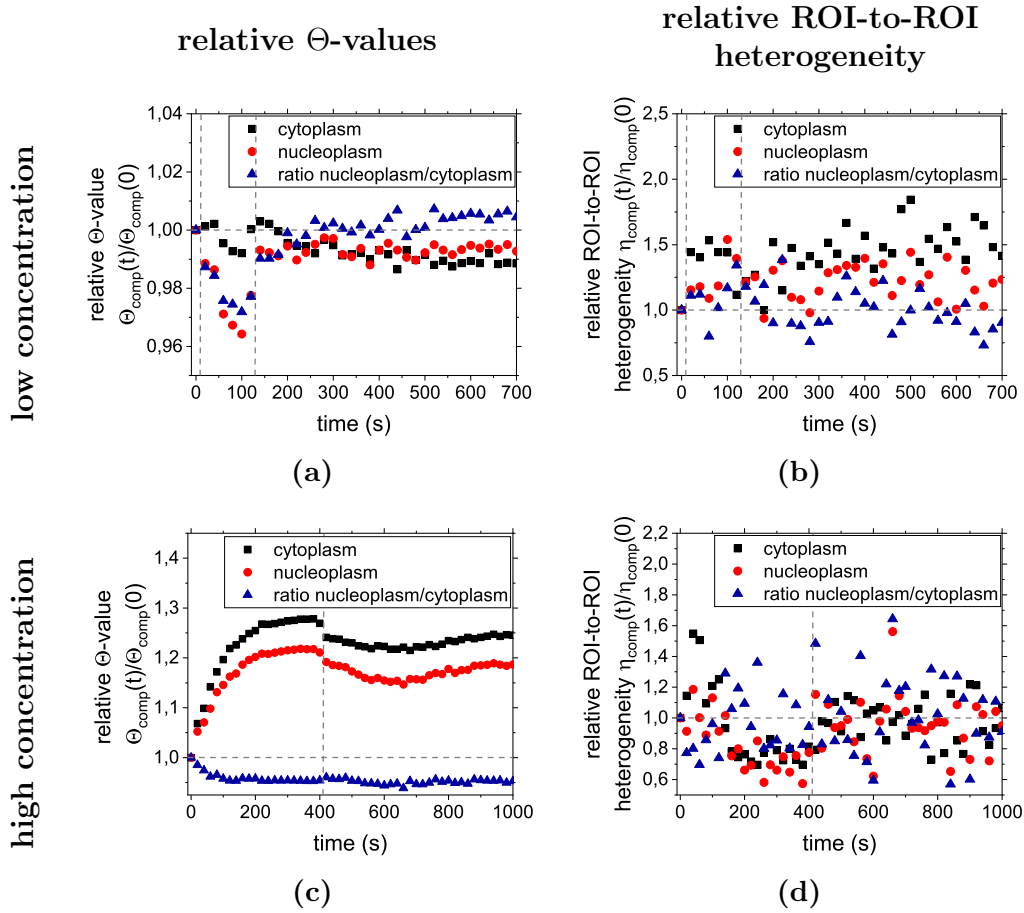 relative Θ-values
relative ROI-to-ROI
heterogeneity
low concentration
relative Θ-value
Θcomp(t)/Θcomp(0)
1,04
1,02
1,00
0,98
0,96
cytoplasm
nucleoplasm
ratio nucleoplasm/cytoplasm
0 100 200 300 400 500 600 700
time (s)
(a)
relative ROI-to-ROI
heterogeneity ηcomp(t)/ηcomp(0)
2,5
2,0
1,5
1,0
0,5
cytoplasm
nucleoplasm
ratio nucleoplasm/cytoplasm
0 100 200 300 400 500 600 700
time (s)
(b)
high concentration
relative Θ-value
Θcomp(t)/Θcomp(0)
1,4
1,3
1,2
1,1
1,0
cytoplasm
nucleoplasm
ratio nucleoplasm/cytoplasm
0 200 400 600 800 1000
time (s)
(c)
relative ROI-to-ROI
heterogeneity ηcomp(t)/ηcomp(0)
2,2
2,0
1,8
1,6
1,4
1,2
1,0
0,8
0,6
cytoplasm
nucleoplasm
ratio nucleoplasm/cytoplasm
0 200 400 600 800 1000
time (s)
(d)